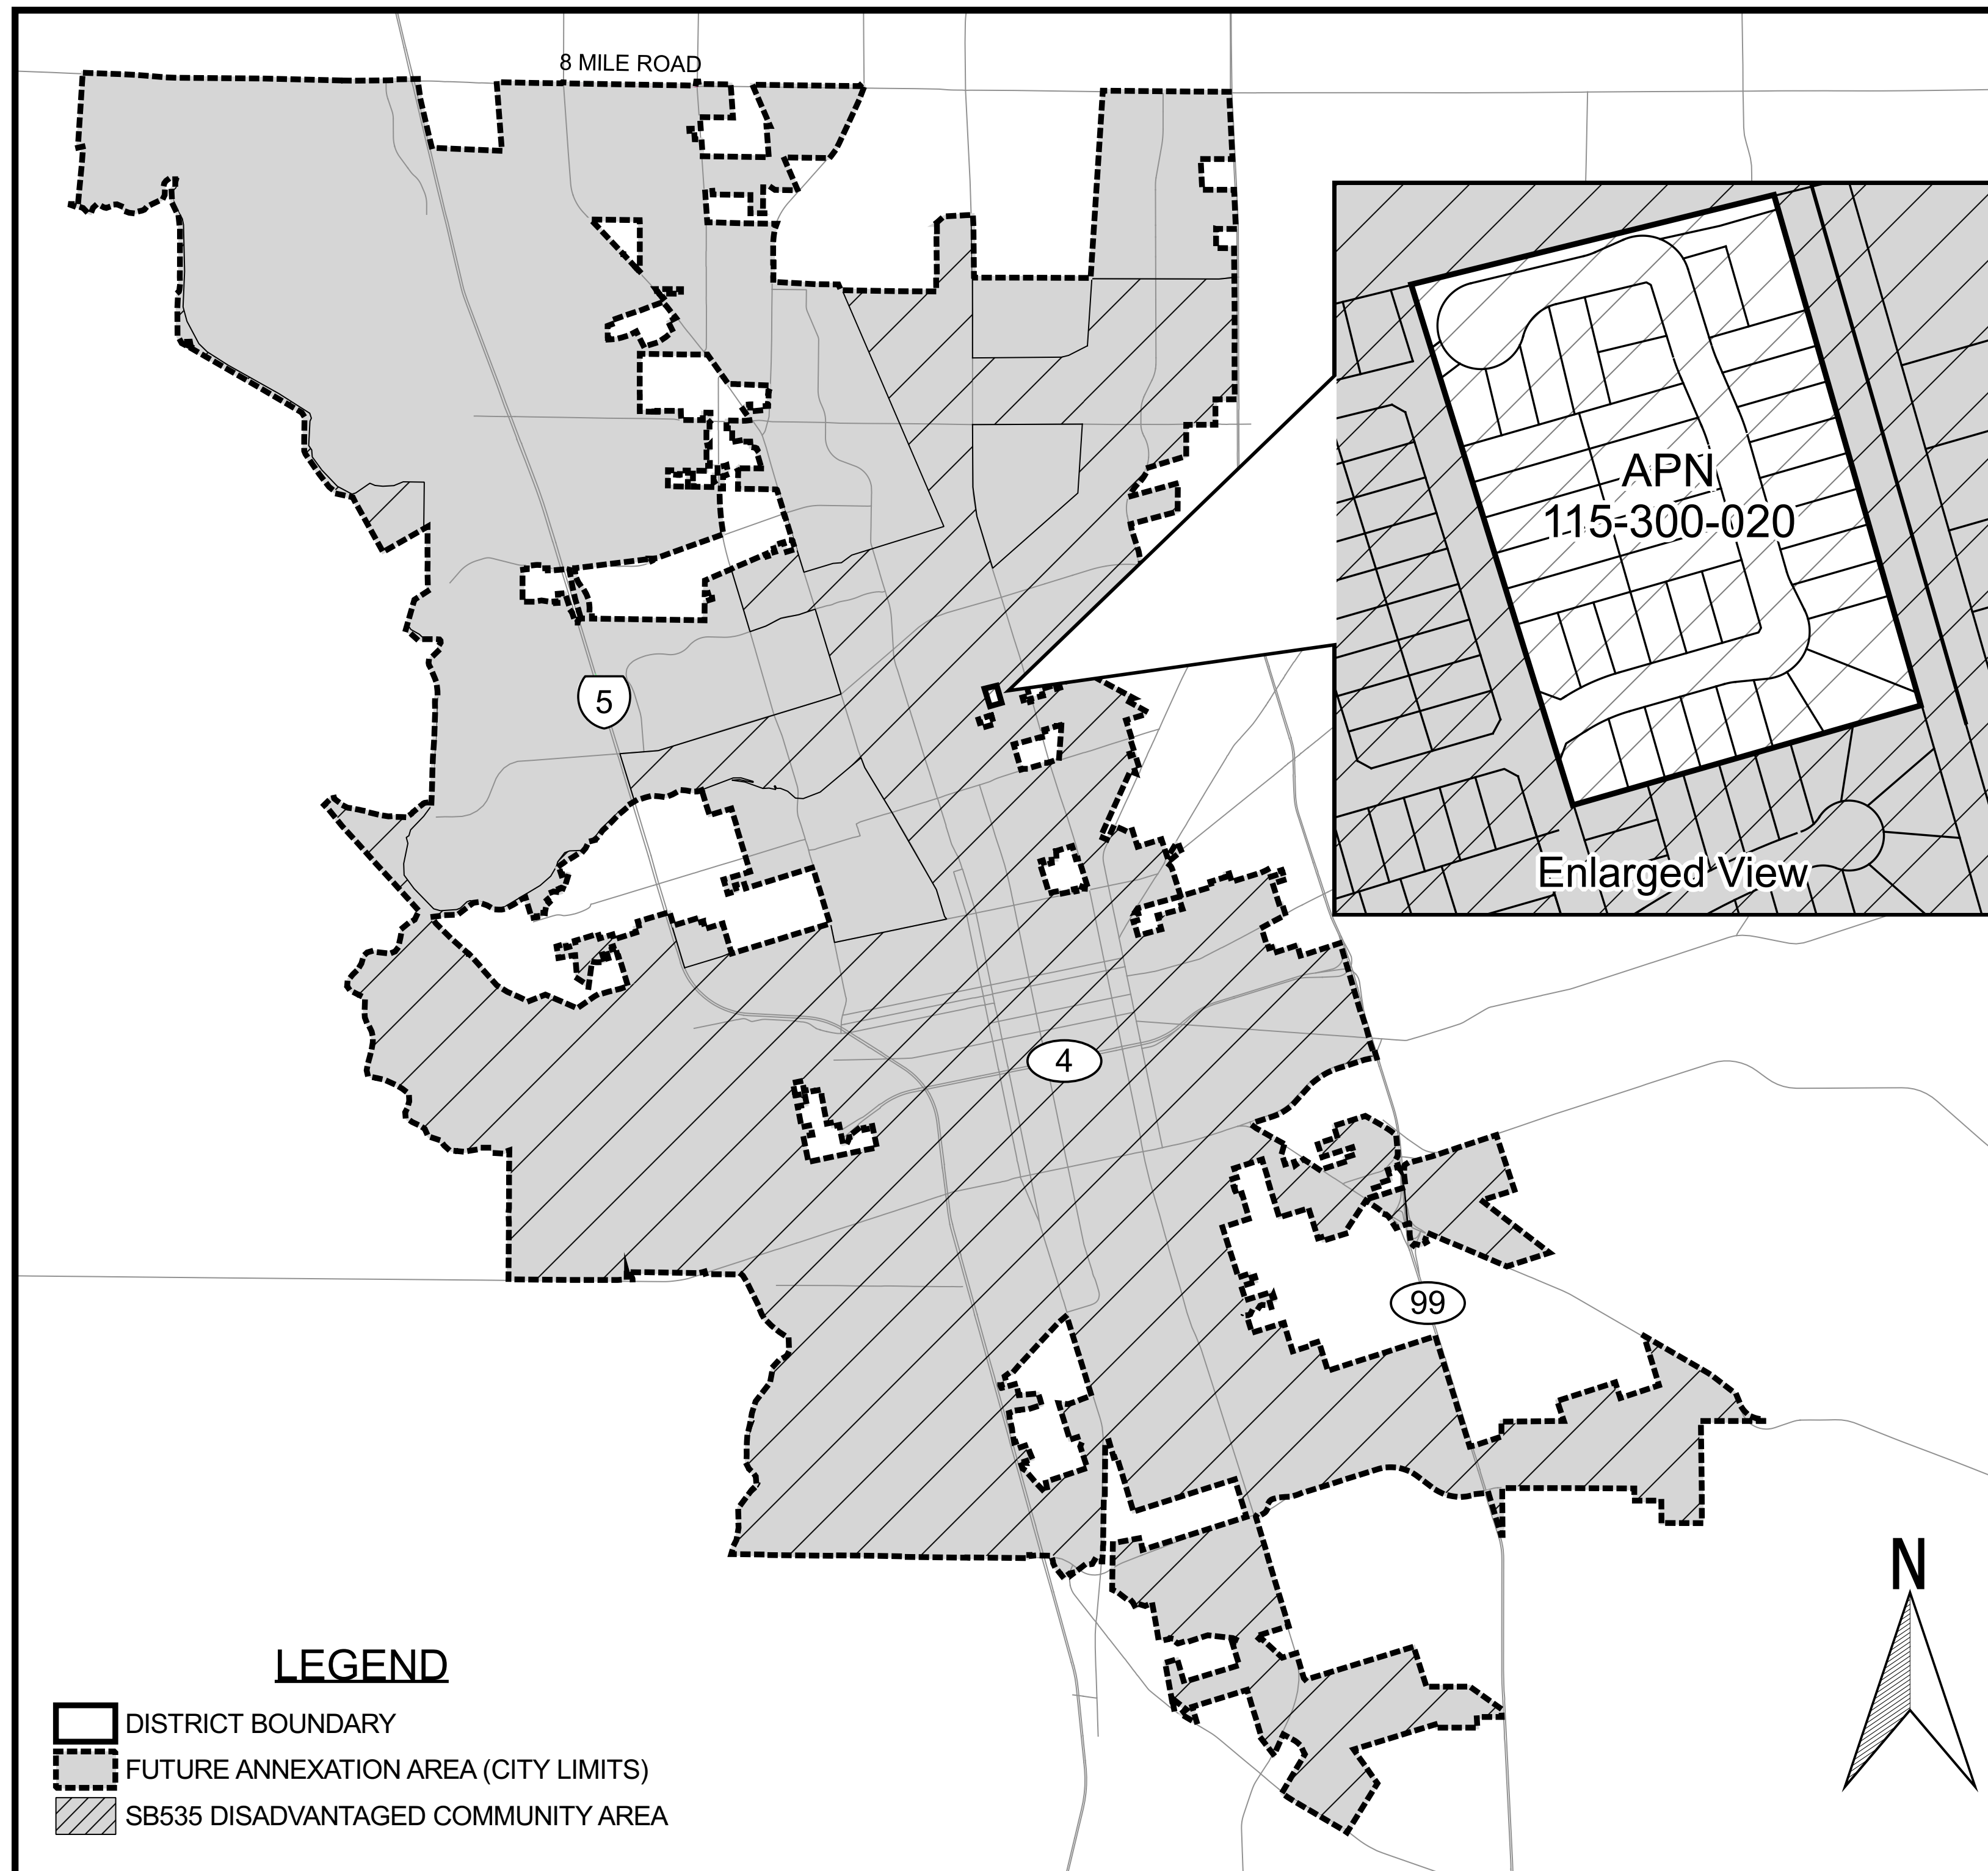 8 MILE ROAD
APN
115-300-020
5
Enlarged View
4
99
N
LEGEND
DISTRICT BOUNDARY
FUTURE ANNEXATION AREA (CITY LIMITS)
SB535 DISADVANTAGED COMMUNITY AREA